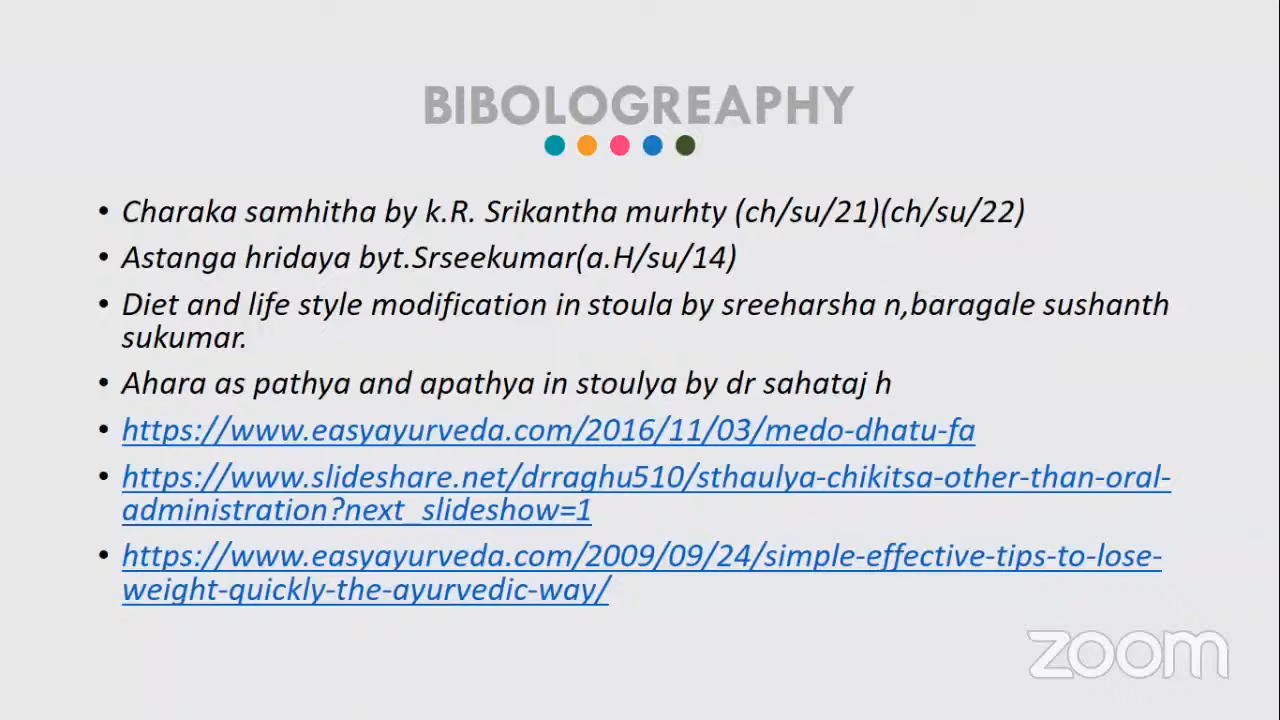 BIBOLOGREAPHY
• Charaka samhitha by k.R. Srikantha murhty (ch/su/21)(ch/su/22)
• Astanga hridaya byt.Srseekumar(a.H/su/14)
• Diet and life style modification in stoula by sreeharsha n,baragale sushanth
sukumar.
• Ahara as pathya and apathya in stoulya by dr sahataj h
• https://www.easyayurveda.com/2016/11/03/medo-dhatu-fa
• https://www.slideshare.net/drraghu510/sthaulya-chikitsa-other-than-oral-
administration?next_slideshow=1
• https://www.easyayurveda.com/2009/09/24/simple-effective-tips-to-lose-
weight-quickly-the-ayurvedic-way/
zoom